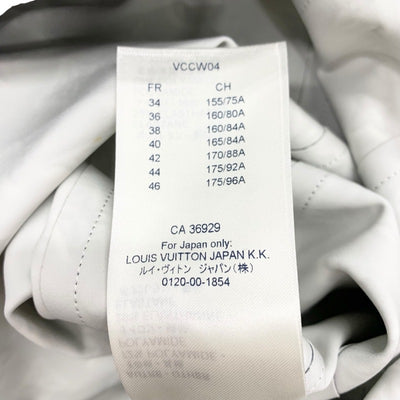 VCCW04
FR CH
34 155/75A
36 160/80A
38 160/84A
40 165/84A
42 170/88A
44 175/92A
46 175/96A
CA 36929
For Japan only:
LOUIS VUITTON JAPAN K.K.
ルイ・ヴィトン ジャパン(株)
0120-00-1854